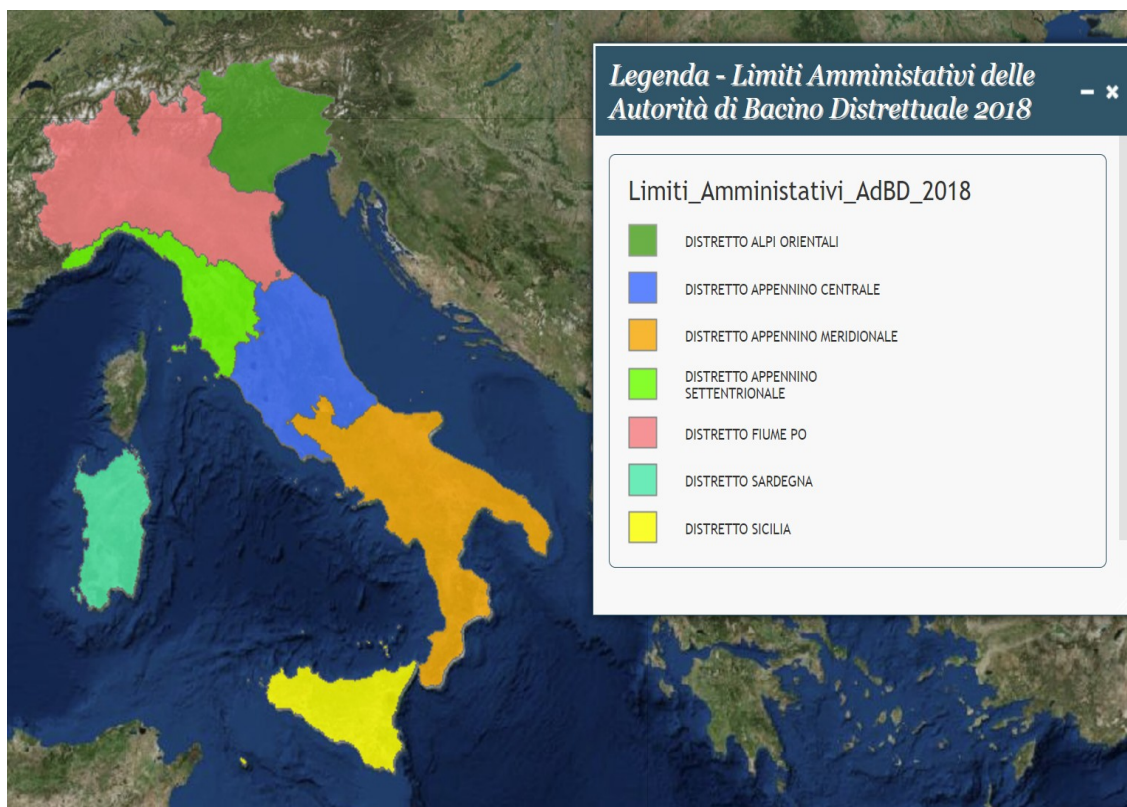 Legenda - Limiti Amministativi delle
Autorità di Bacino Distrettuale 2018
Limiti_Amministativi_AdBD_2018
DISTRETTO ALPI ORIENTALI
DISTRETTO APPENNINO CENTRALE
DISTRETTO APPENNINO MERIDIONALE
DISTRETTO APPENNINO
SETTENTRIONALE
DISTRETTO FIUME PO
DISTRETTO SARDEGNA
DISTRETTO SICILIA